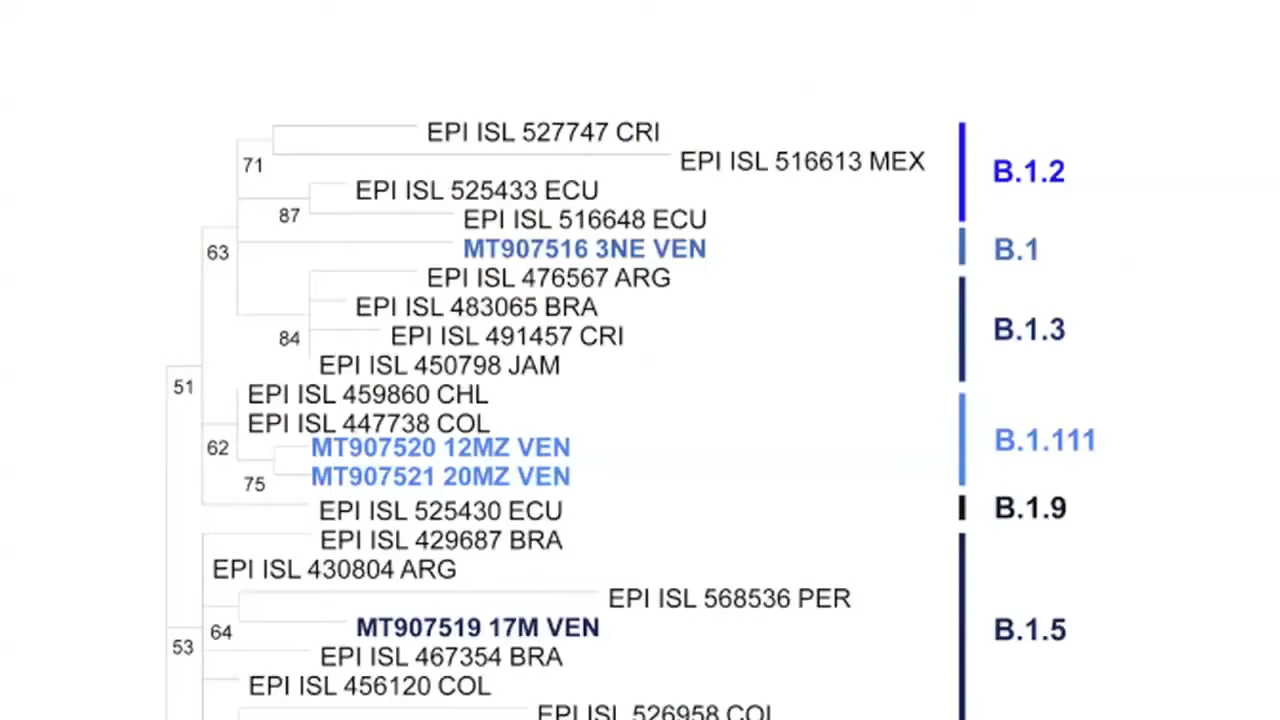 EPI ISL 527747 CRI
71
EPI ISL 516613 MEX
B.1.2
EPI ISL 525433 ECU
87
EPI ISL 516648 ECU
63
MT907516 3NE VEN
B.1
EPI ISL 476567 ARG
EPI ISL 483065 BRA
84
EPI ISL 491457 CRI
B.1.3
EPI ISL 450798 JAM
51
EPI ISL 459860 CHL
EPI ISL 447738 COL
62
MT907520 12MZ VEN
B.1.111
75
MT907521 20MZ VEN
EPI ISL 525430 ECU
B.1.9
EPI ISL 429687 BRA
EPI ISL 430804 ARG
EPI ISL 568536 PER
64
MT907519 17M VEN
B.1.5
53
EPI ISL 467354 BRA
EPI ISL 456120 COL
EPI ISL 526958 COL